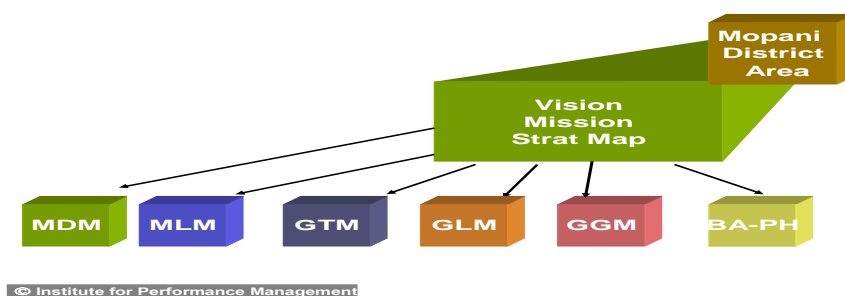 Mopani
District
Area
Vision
Mission
Strat Map
MDM
MLM
GTM
GLM
GGM
BA-PH
© Institute for Performance Management